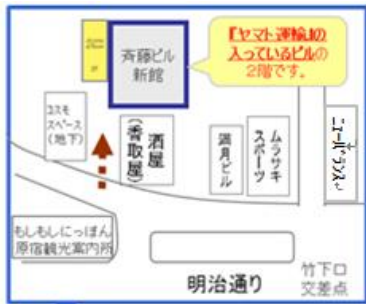 『ヤマト運輸』の
入っているビルの
2階です。
斉藤ビル
新館
コスモ
スペース
(地下)
酒屋
(香取屋)
満月ビル
ムラサキ
スポーツ
ニューバランス
もしもしにっぽん
原宿観光案内所
明治通り
竹下口
交差点